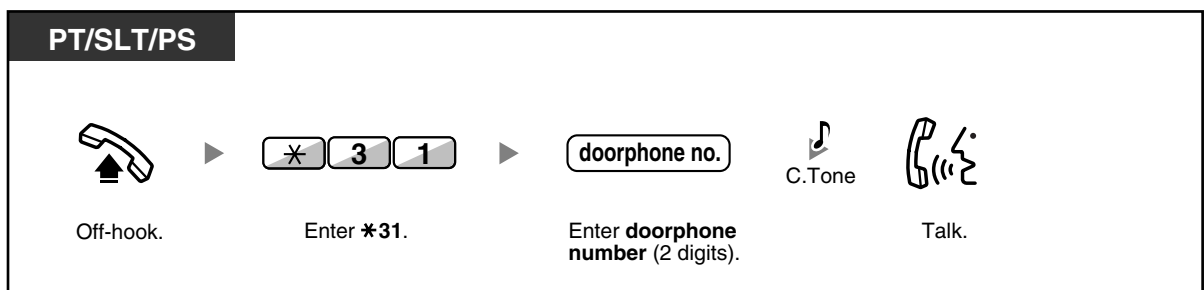 PT/SLT/PS
✳ 3 1
doorphone no.
C.Tone
Off-hook.
Enter ✳31.
Enter doorphone
number (2 digits).
Talk.